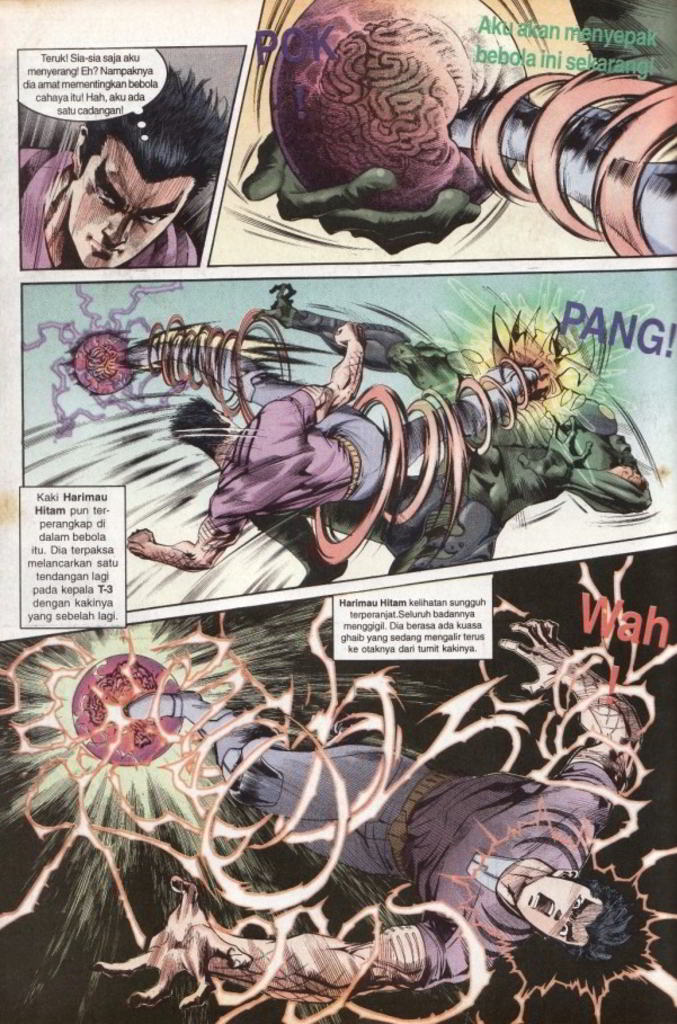 Teruk! Sia-sia saja aku
menyerang! Eh? Nampaknya
dia amat mementingkan bebola
cahaya itu! Hah, aku ada
satu cadangan!
POK
!
Aku akan menyepak
bebola ini sekarang!
PANG!
Kaki Harimau
Hitam pun ter-
perangkap di
dalam bebola
itu. Dia terpaksa
melancarkan satu
tendangan lagi
pada kepala T-3
dengan kakinya
yang sebelah lagi.
Harimau Hitam kelihatan sungguh
terperanjat.Seluruh badannya
menggigil. Dia berasa ada kuasa
ghaib yang sedang mengalir terus
ke otaknya dari tumit kakinya.
Wah
!